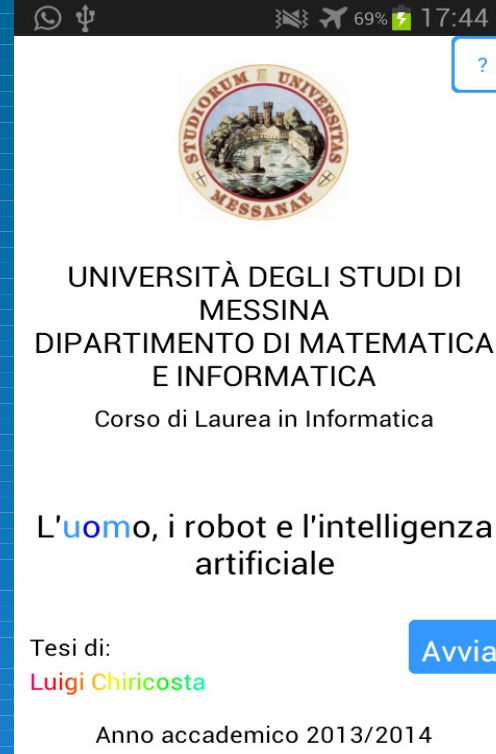 69% 17:44
?
STUDIORUM UNIVERSITAS
MESSANAE
UNIVERSITÀ DEGLI STUDI DI
MESSINA
DIPARTIMENTO DI MATEMATICA
E INFORMATICA
Corso di Laurea in Informatica
L'uomo, i robot e l'intelligenza
artificiale
Tesi di:
Avvia
Luigi Chiricosta
Anno accademico 2013/2014